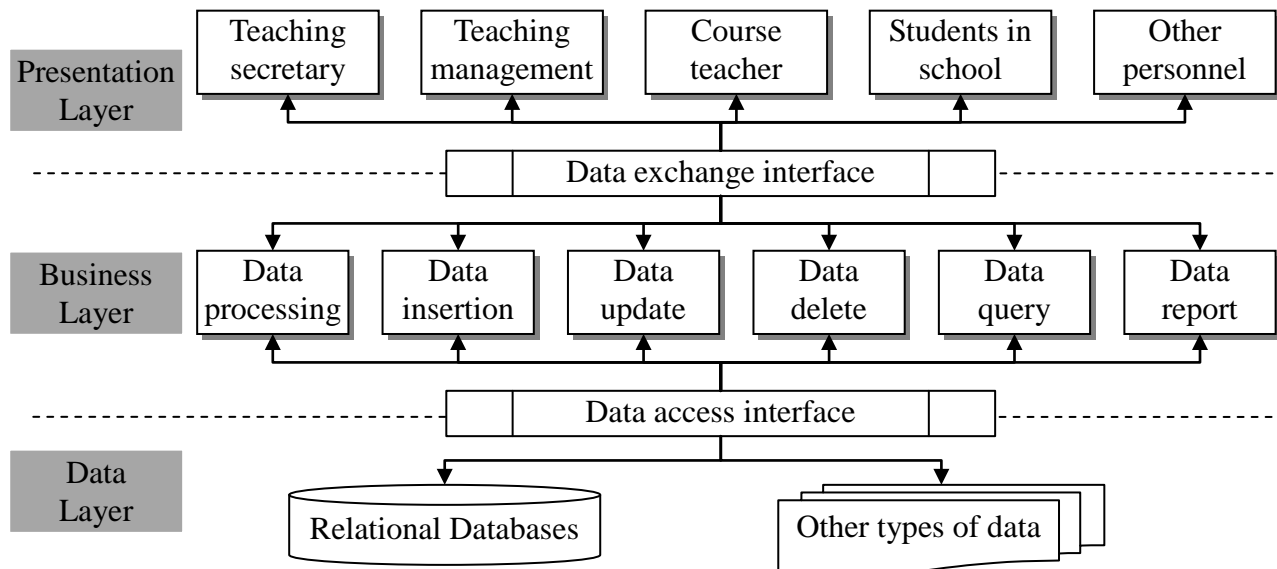 Presentation
Layer
Teaching
secretary
Teaching
management
Course
teacher
Students in
school
Other
personnel
Data exchange interface
Business
Layer
Data
processing
Data
insertion
Data
update
Data
delete
Data
query
Data
report
Data access interface
Data
Layer
Relational Databases
Other types of data